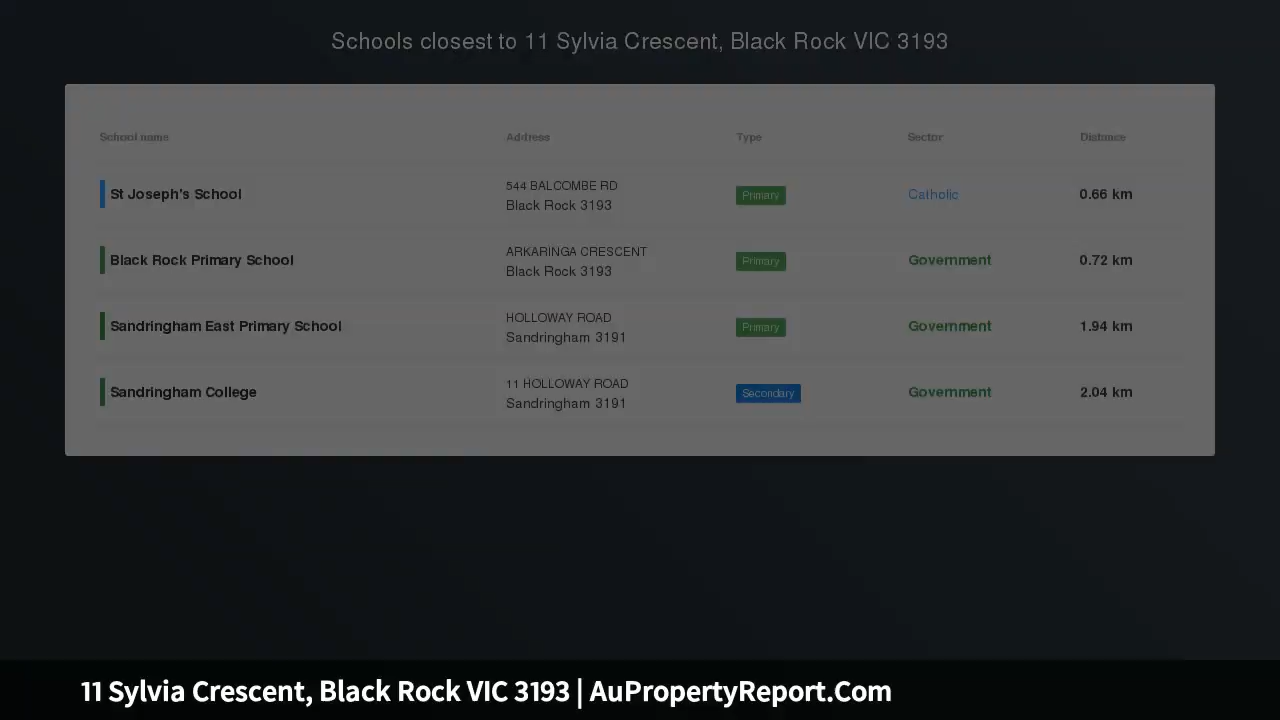 Schools closest to 11 Sylvia Crescent, Black Rock VIC 3193
School name Address Type Sector Distance
St Joseph's School 544 BALCOMBE RD Black Rock 3193 Primary Catholic 0.66 km
Black Rock Primary School ARKARINGA CRESCENT Black Rock 3193 Primary Government 0.72 km
Sandringham East Primary School HOLLOWAY ROAD Sandringham 3191 Primary Government 1.94 km
Sandringham College 11 HOLLOWAY ROAD Sandringham 3191 Secondary Government 2.04 km
11 Sylvia Crescent, Black Rock VIC 3193 | AuPropertyReport.Com